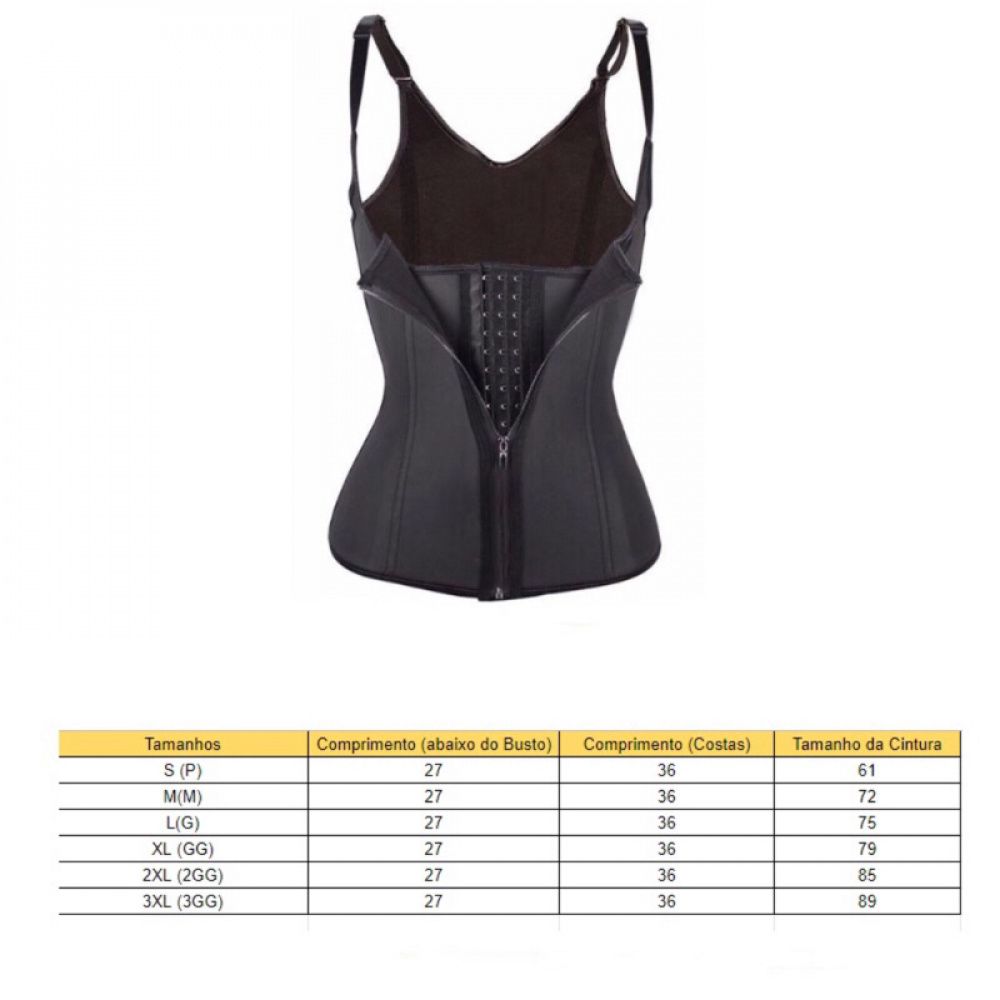 Tamanhos Comprimento (abaixo do Busto) Comprimento (Costas) Tamanho da Cintura
S (P) 27 36 61
M(M) 27 36 72
L(G) 27 36 75
XL (GG) 27 36 79
2XL (2GG) 27 36 85
3XL (3GG) 27 36 89